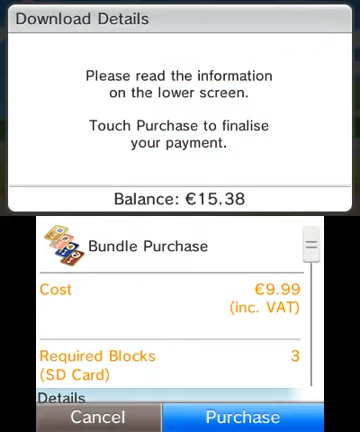 Download Details
Please read the information
on the lower screen.
Touch Purchase to finalise
your payment.
Balance: €15.38
Bundle Purchase
Cost €9.99
(inc. VAT)
Required Blocks 3
(SD Card)
Details
Cancel Purchase